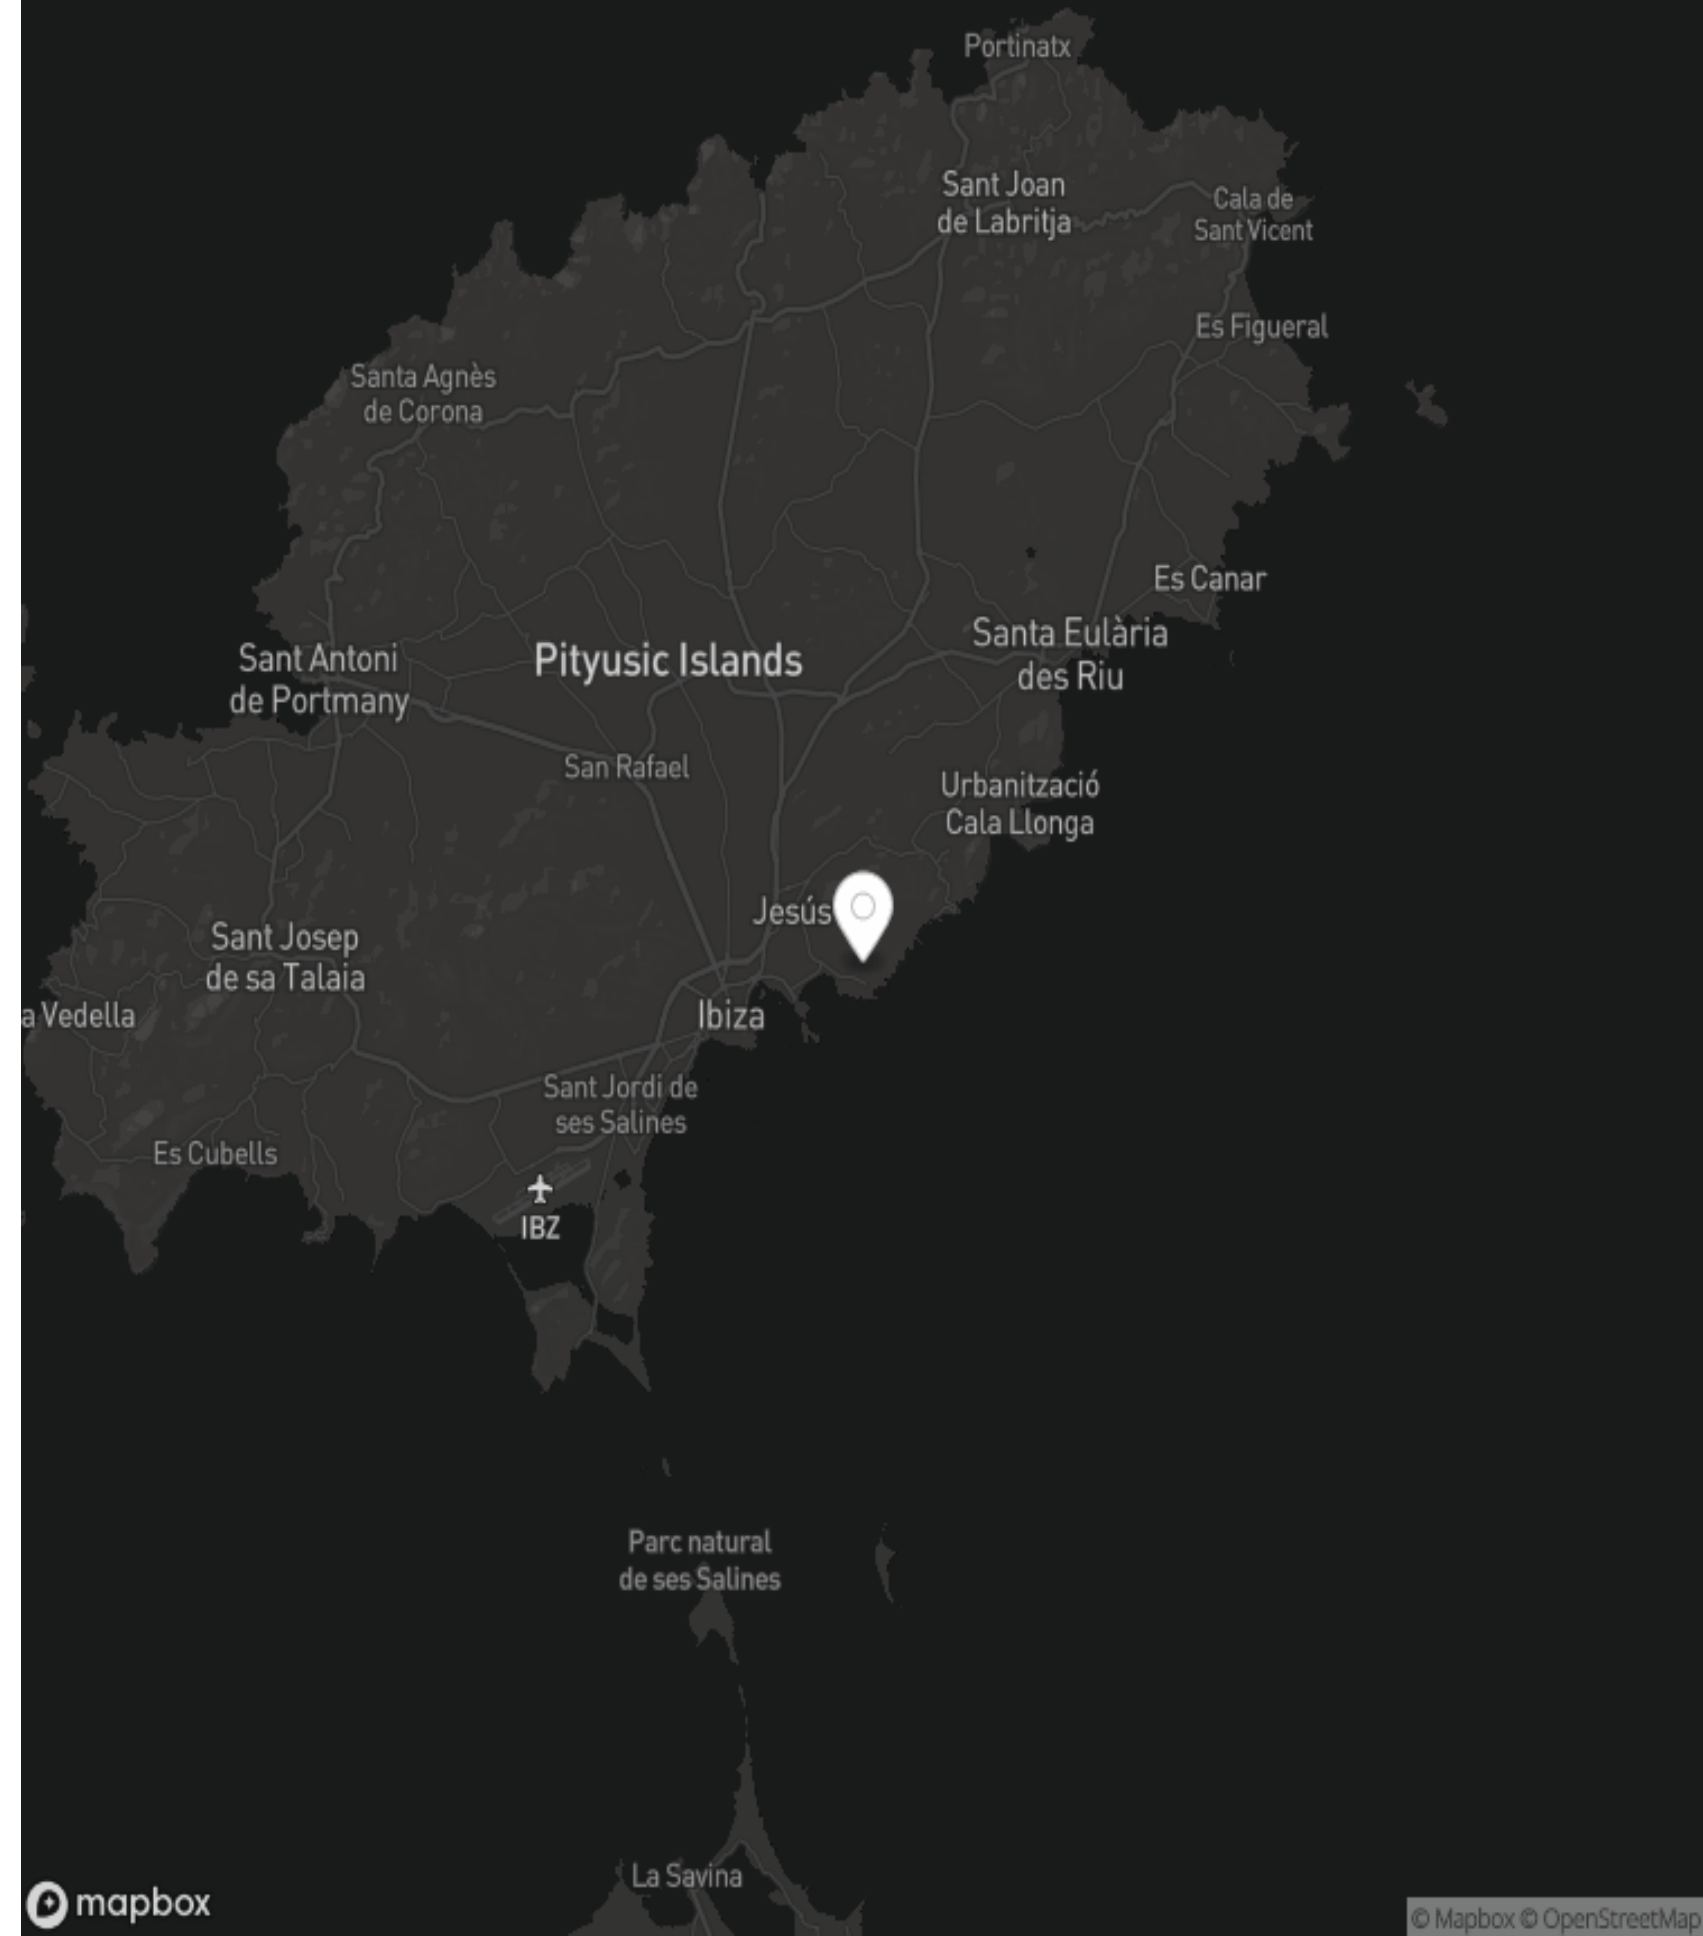 Portinatx
Sant Joan
de Labritja
Cala de
Sant Vicent
Es Figueral
Santa Agnès
de Corona
Es Canar
Santa Eulària
des Riu
Sant Antoni
de Portmany
Pityusic Islands
San Rafael
Urbanització
Cala Llonga
Jesús
Sant Josep
de sa Talaia
a Vedella
Ibiza
Sant Jordi de
ses Salines
Es Cubells
IBZ
Parc natural
de ses Salines
La Savina
mapbox
© Mapbox © OpenStreetMap